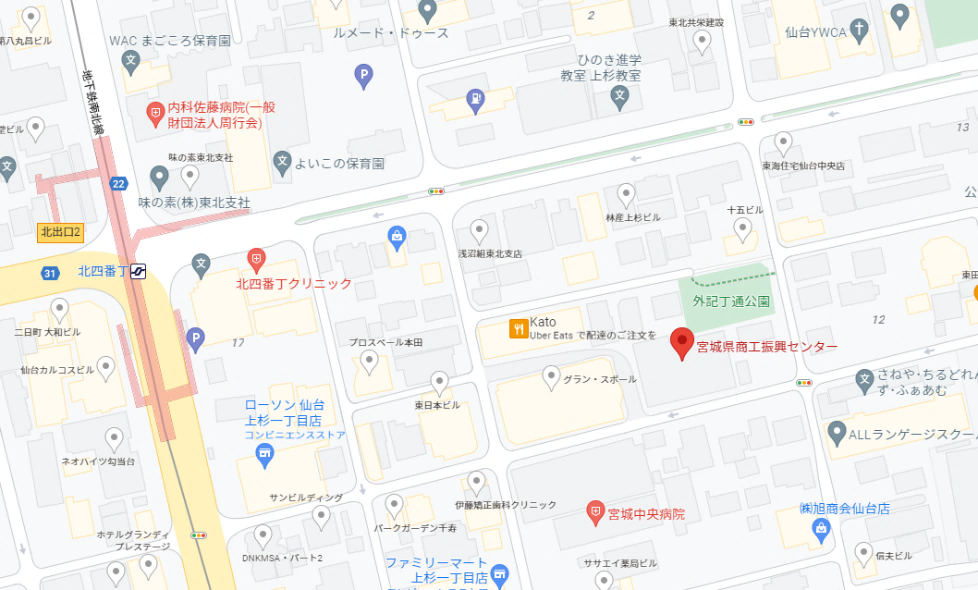 2
東北共栄建設
第八丸昌ビル
WAC まごころ保育園
ルメード・ドゥース
仙台YWCA
ひのき進学
教室 上杉教室
地下鉄南北線
P
内科佐藤病院(一般
財団法人周行会)
13
味の素東北支社
よいこの保育園
東海住宅仙台中央店
22
味の素(株)東北支社
林産上杉ビル
十五ビル
北出口2
浅沼組東北支店
31
北四番丁
北四番丁クリニック
外記丁通公園
二日町 大和ビル
P
17
Kato
Uber Eats で配達のご注文を
12
プロスペール本田
宮城県商工振興センター
仙台カルコスビル
グラン・スポール
さねや・ちるどれん
ず・ふぁあむ
東日本ビル
ローソン 仙台
上杉一丁目店
コンビニエンスストア
ALLランゲージスクー
ネオハイツ勾当台
サンビルディング
伊藤矯正歯科クリニック
宮城中央病院
㈱旭商会仙台店
パークガーデン千寿
ホテルグランディ
プレステージ
DNKMSA・パート2
ファミリーマート
上杉一丁目店
ササエイ薬局ビル
信夫ビル